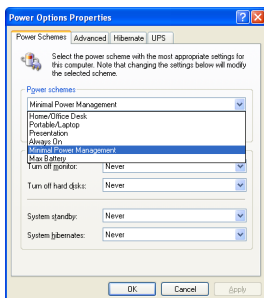 Power Options Properties
Power Schemes Advanced Hibernate UPS
Select the power scheme with the most appropriate settings for
this computer. Note that changing the settings below will modify
the selected scheme.
Power schemes
Minimal Power Management
Home/Office Desk
Portable/Laptop
Presentation
Always On
Minimal Power Management
Max Battery
Turn off monitor: Never
Turn off hard disks: Never
System standby: Never
System hibernates: Never
OK Cancel Apply